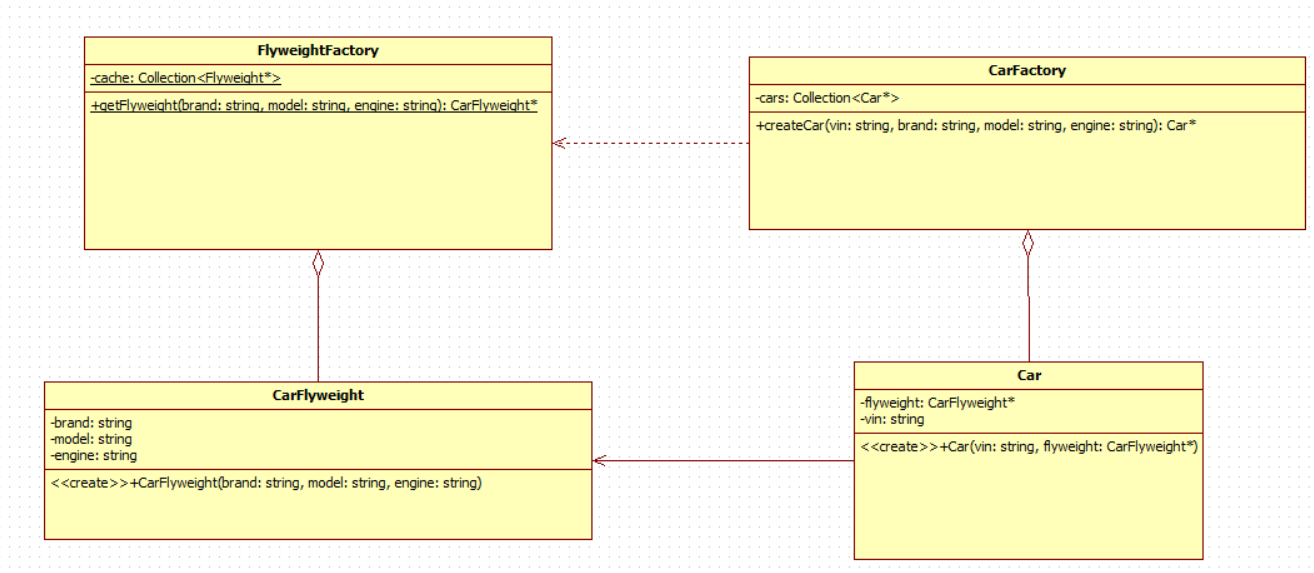 FlyweightFactory
-cache: Collection<Flyweight*>
+getFlyweight(brand: string, model: string, engine: string): CarFlyweight*
CarFactory
-cars: Collection<Car*>
+createCar(vin: string, brand: string, model: string, engine: string): Car*
CarFlyweight
-brand: string
-model: string
-engine: string
<<create>>+CarFlyweight(brand: string, model: string, engine: string)
Car
-flyweight: CarFlyweight*
-vin: string
<<create>>+Car(vin: string, flyweight: CarFlyweight*)